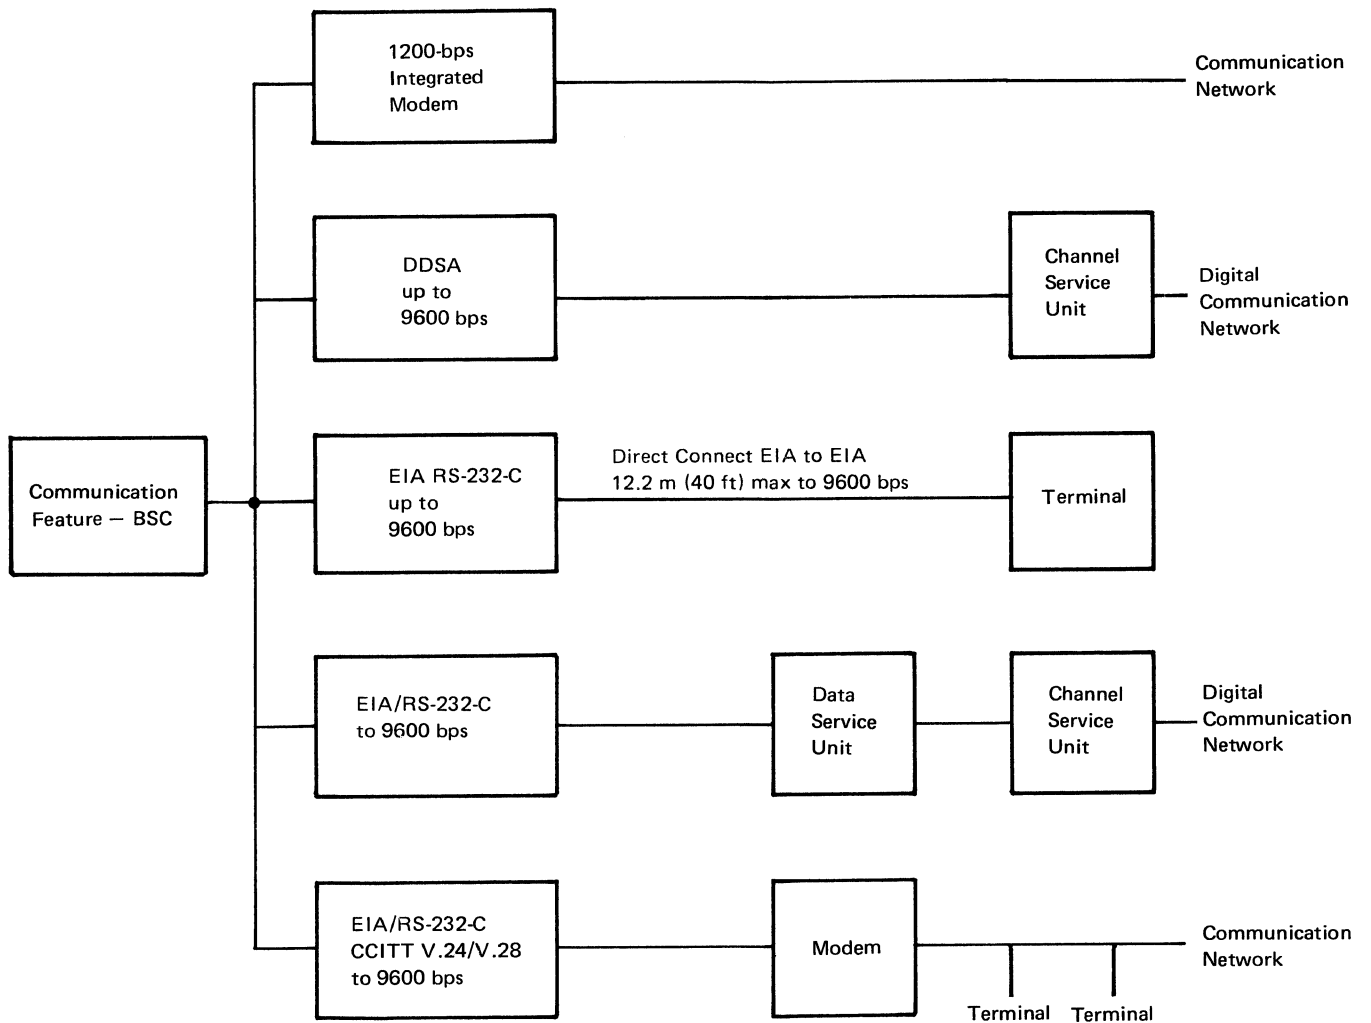 1200-bps
Integrated
Modem
Communication
Network
DDSA
up to
9600 bps
Channel
Service
Unit
Digital
Communication
Network
Communication
Feature — BSC
EIA RS-232-C
up to
9600 bps
Direct Connect EIA to EIA
12.2 m (40 ft) max to 9600 bps
Terminal
EIA/RS-232-C
to 9600 bps
Data
Service
Unit
Channel
Service
Unit
Digital
Communication
Network
EIA/RS-232-C
CCITT V.24/V.28
to 9600 bps
Modem
Communication
Network
Terminal
Terminal